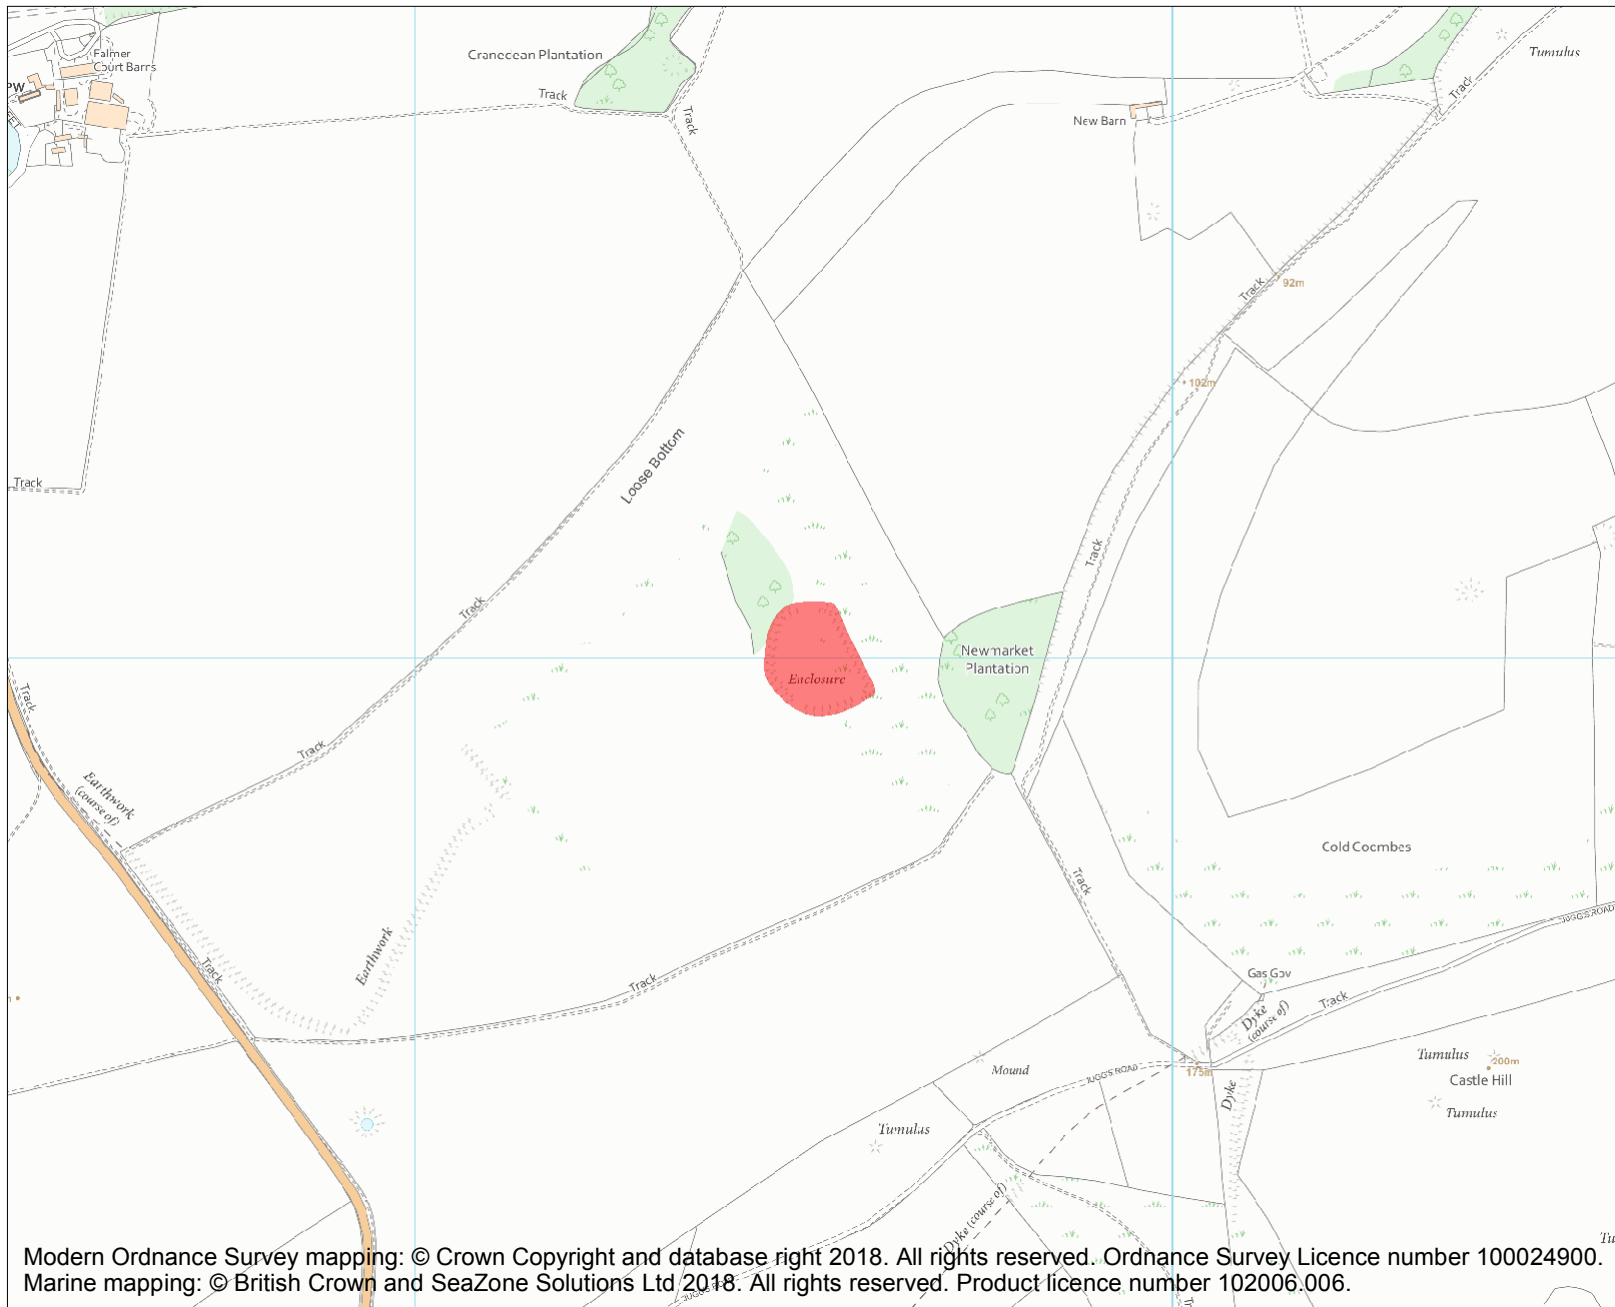 Cranedean Plantation
Tumulus
Falmer
Court Barns
PW
Track
Track
Track
New Barn
Track
92m
102m
Loose Bottom
Track
Track
Track
Newmarket
Plantation
Enclosure
Track
Track
Earthwork
(course of)
Cold Coombes
Track
JUGG'S ROAD
Earthwork
Track
Track
Gas Gov
Track
Dyke
(course of)
Mound
JUGG'S ROAD
175m
Tumulus
200m
Castle Hill
Tumulus
Dyke
Tumulus
Dyke (course of)
Modern Ordnance Survey mapping: © Crown Copyright and database right 2018. All rights reserved. Ordnance Survey Licence number 100024900.
Marine mapping: © British Crown and SeaZone Solutions Ltd 2018. All rights reserved. Product licence number 102006.006.